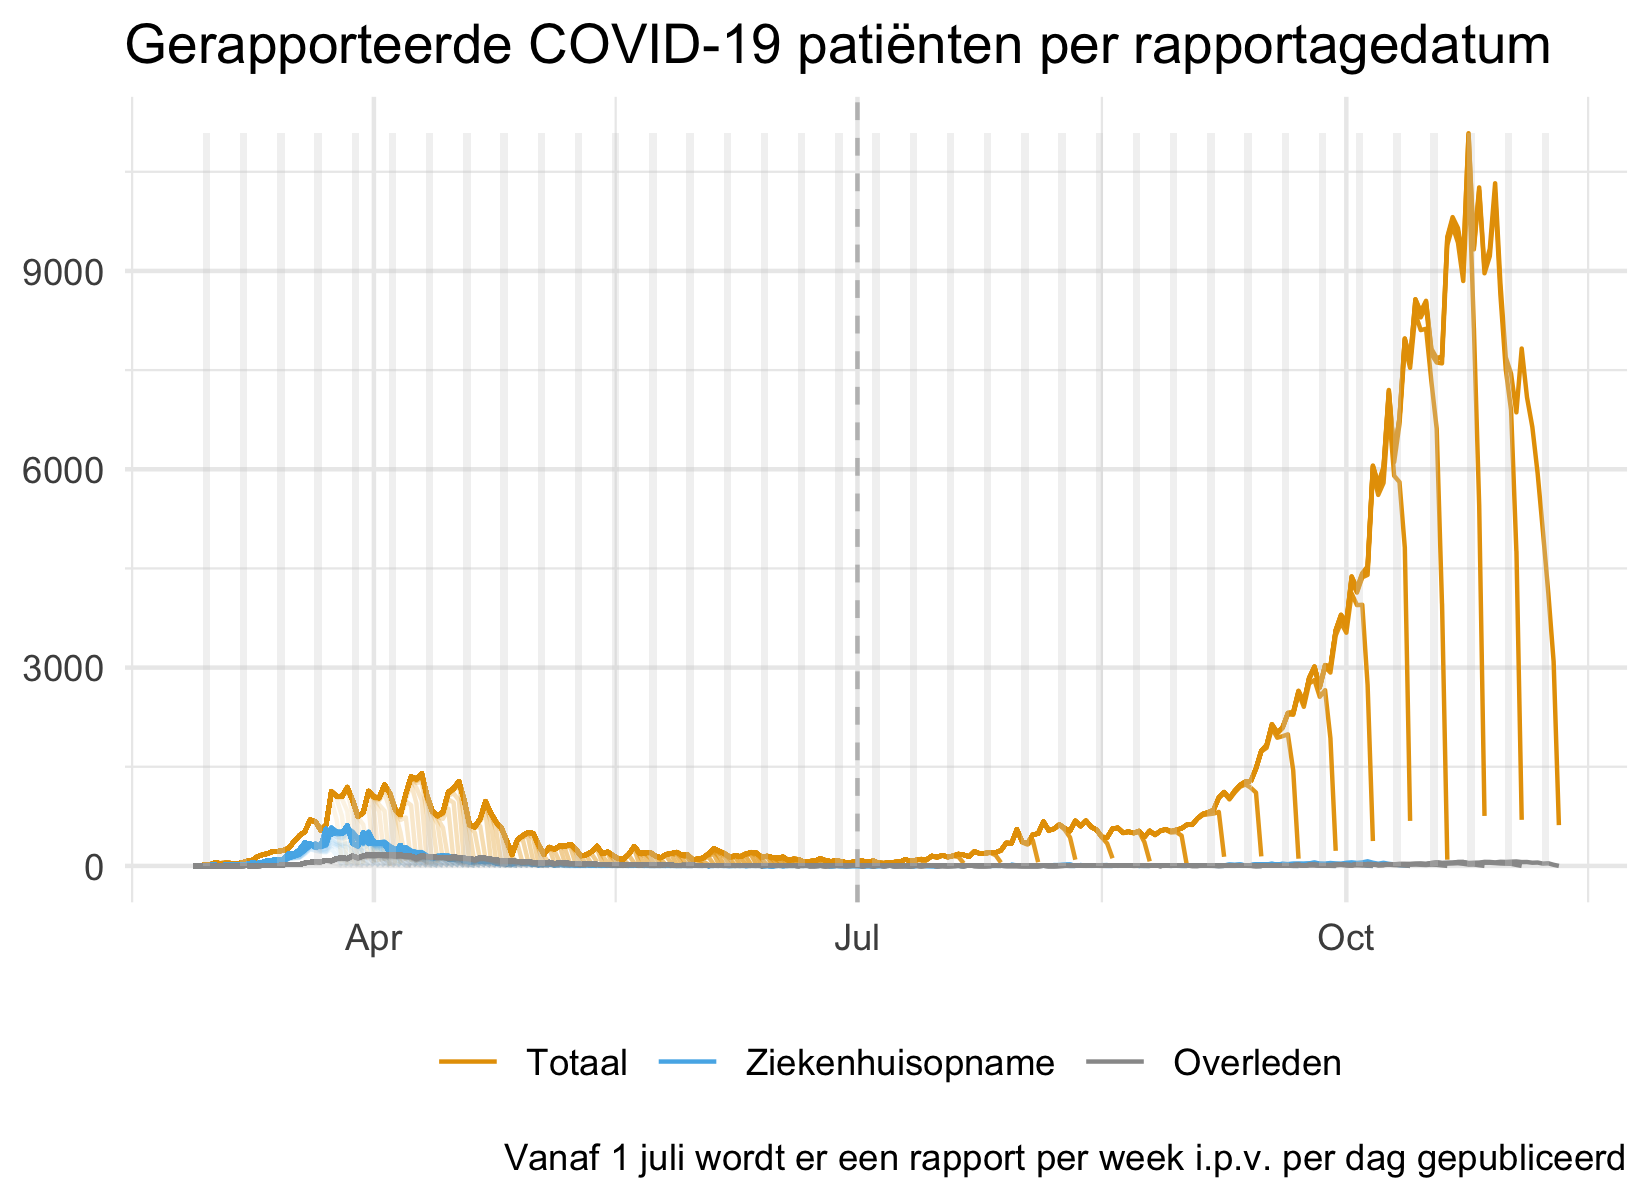 Gerapporteerde COVID-19 patiënten per rapportagedatum
9000
6000
3000
0
Apr Jul Oct
Totaal Ziekenhuisopname Overleden
Vanaf 1 juli wordt er een rapport per week i.p.v. per dag gepubliceerd